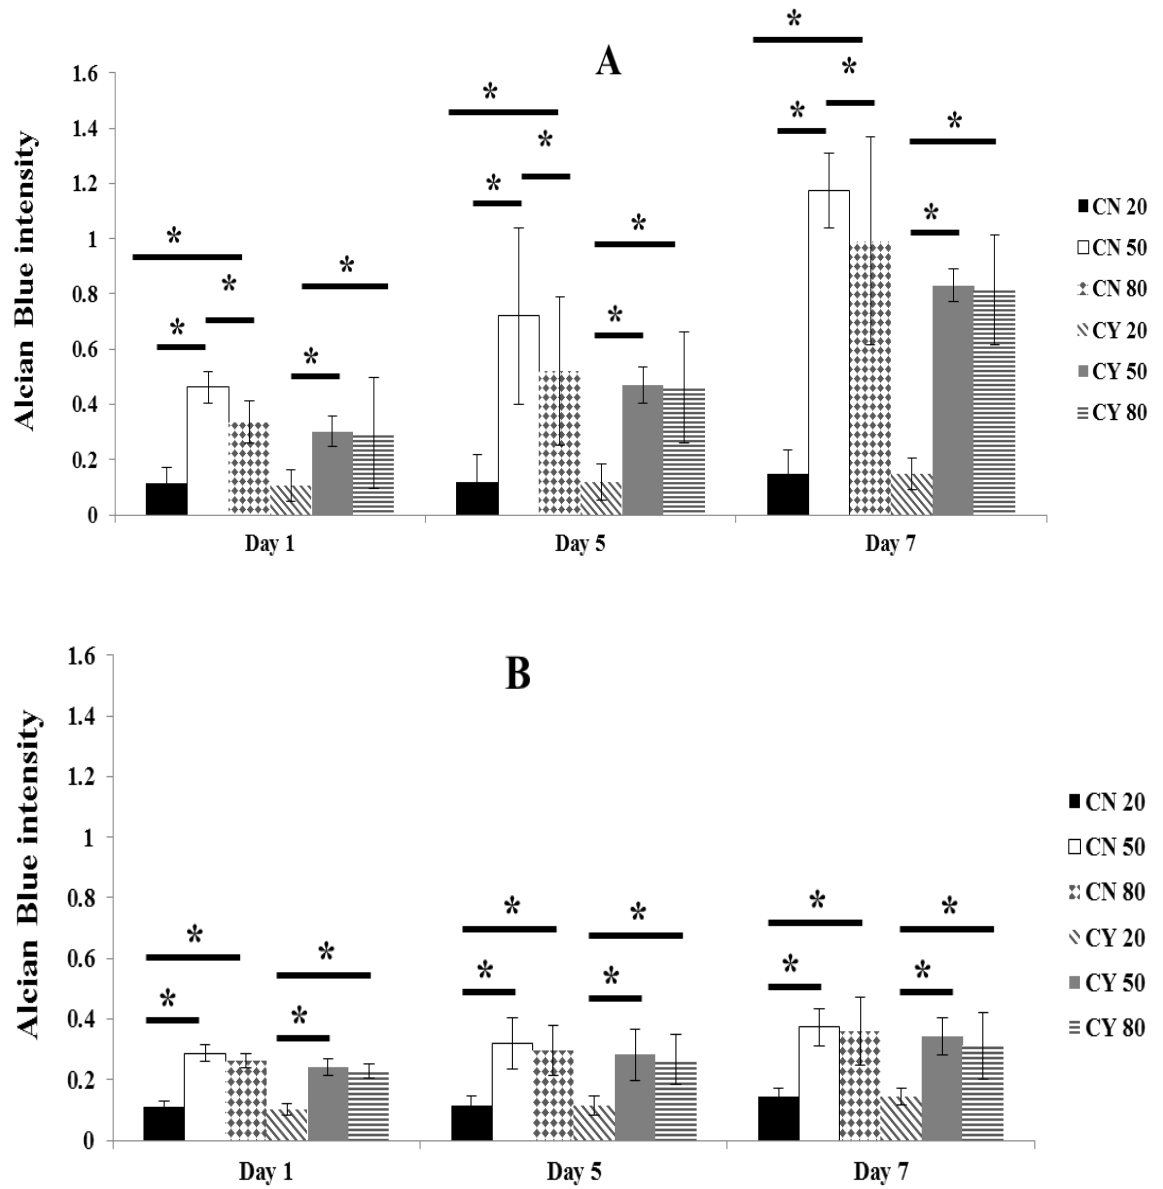 A
Alcian Blue intensity
1.6
1.4
1.2
1
0.8
0.6
0.4
0.2
0
* * * * * * * * * * * * * * *
Day 1 Day 5 Day 7
CN 20
CN 50
CN 80
CY 20
CY 50
CY 80
B
Alcian Blue intensity
1.6
1.4
1.2
1
0.8
0.6
0.4
0.2
0
* * * * * * * * * * * *
Day 1 Day 5 Day 7
CN 20
CN 50
CN 80
CY 20
CY 50
CY 80